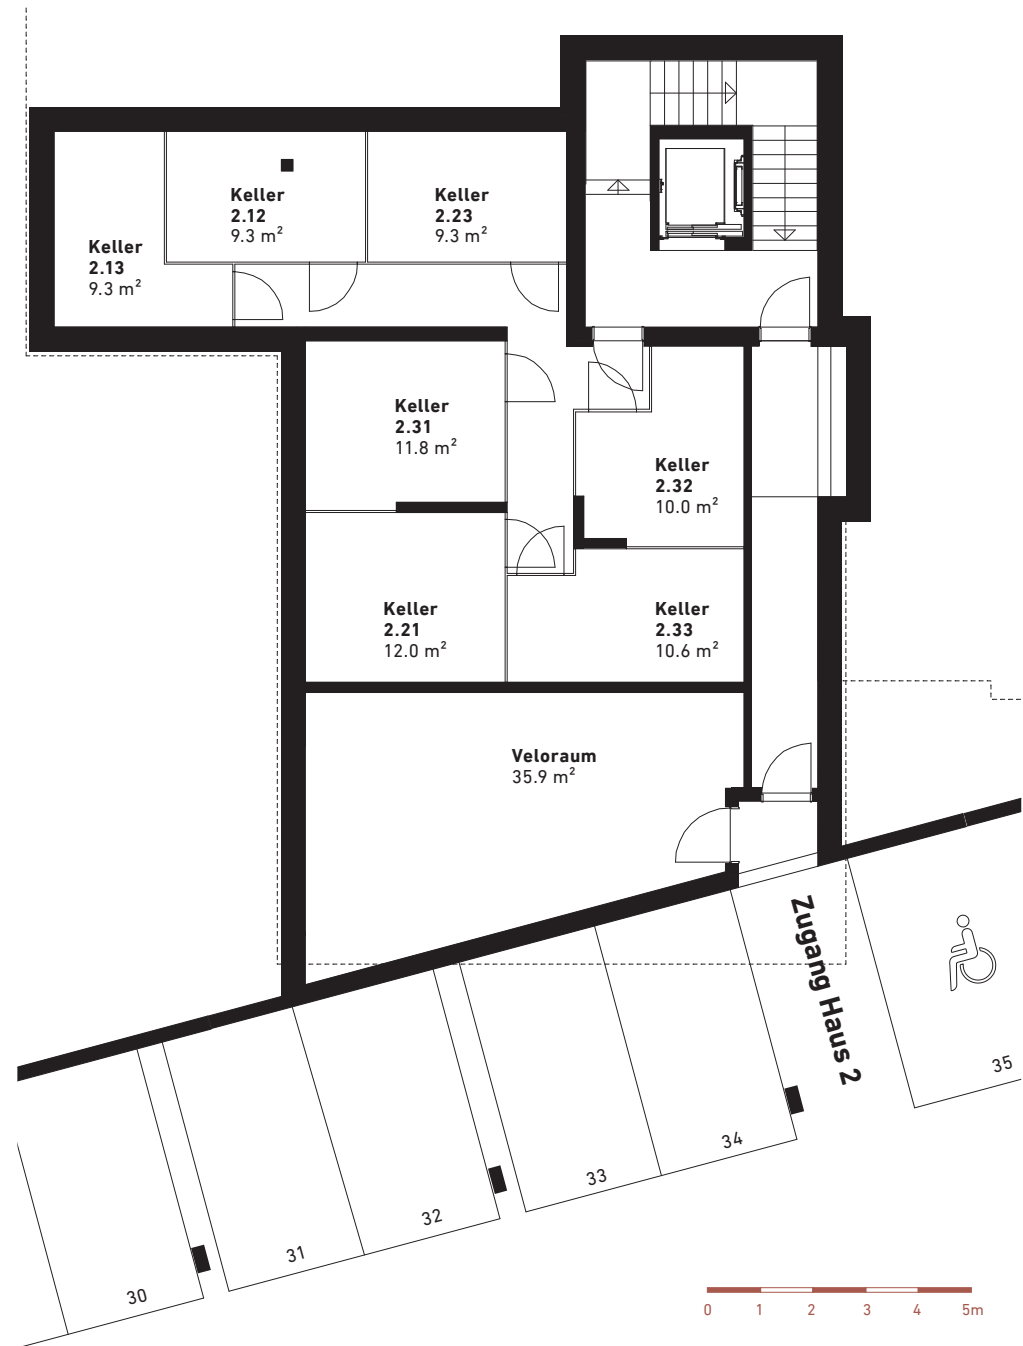 Keller
2.12
9.3 m²
Keller
2.23
9.3 m²
Keller
2.13
9.3 m²
Keller
2.31
11.8 m²
Keller
2.32
10.0 m²
Keller
2.21
12.0 m²
Keller
2.33
10.6 m²
Veloraum
35.9 m²
Zugang Haus 2
35
34
33
32
31
30
0 1 2 3 4 5m